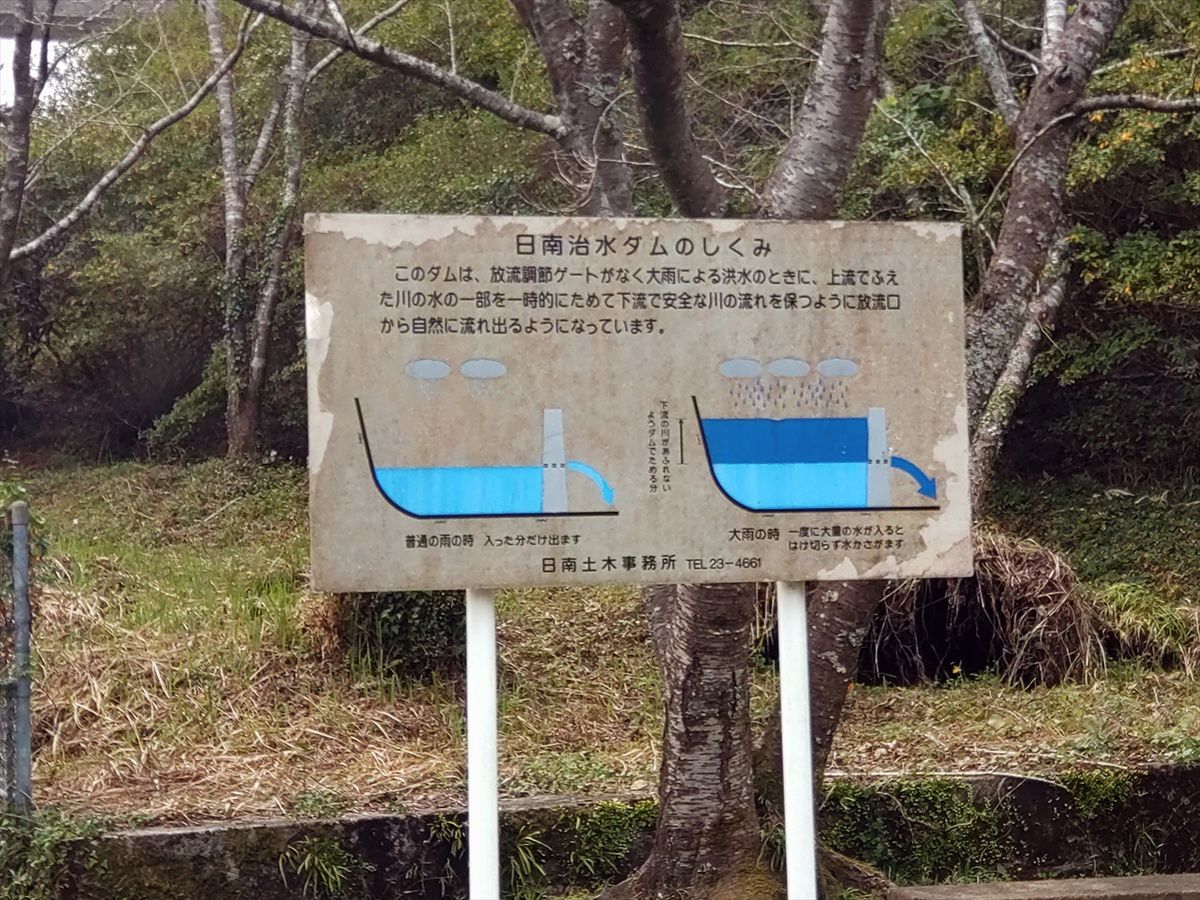 日南治水ダムのしくみ
このダムは、放流調節ゲートがなく大雨による洪水のときに、上流でふえ
た川の水の一部を一時的にためて下流で安全な川の流れを保つように放流口
から自然に流れ出るようになっています。
下流の川があふれない
ようダムでためる分
普通の雨の時 入った分だけ出ます
大雨の時 一度に大量の水が入ると
はけ切らず水かさがます
日南土木事務所 TEL23-4661